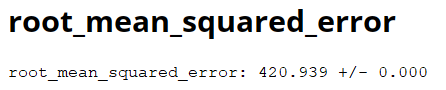 root_mean_squared_error
root_mean_squared_error: 420.939 +/- 0.000